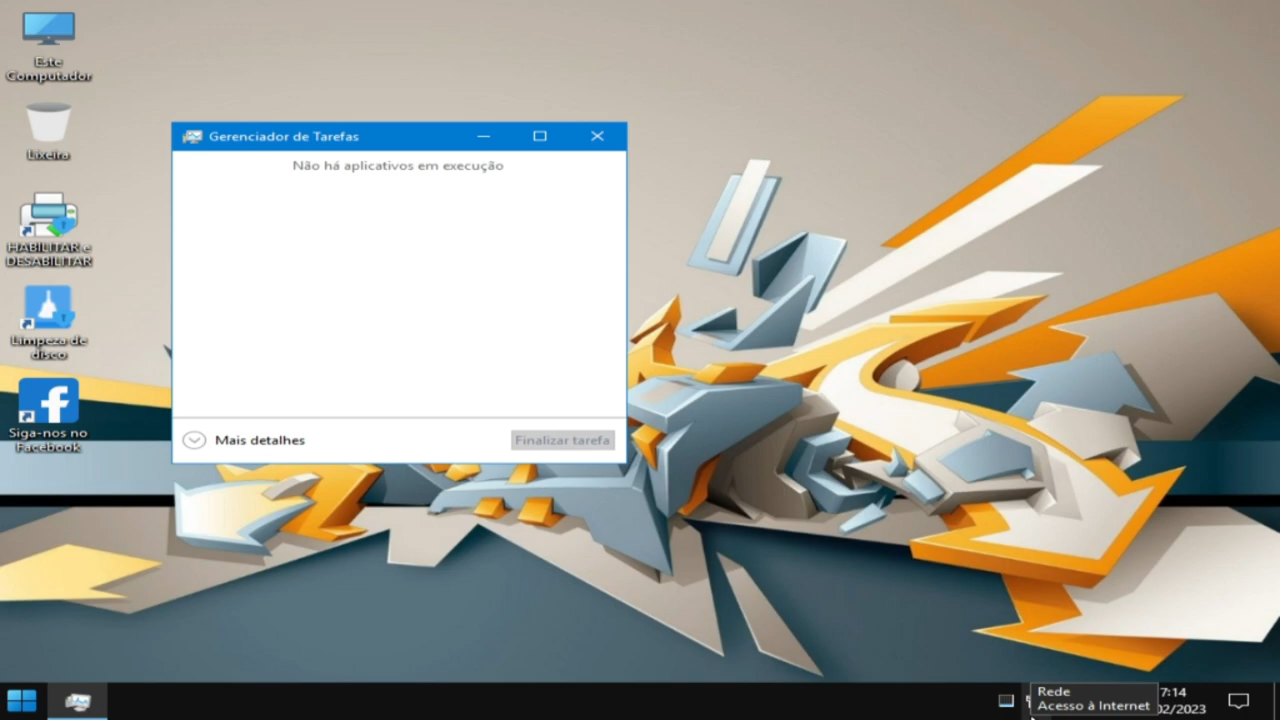 Este
Computador
Lixeira
HABILITAR e
DESABILITAR
Limpeza de
disco
Siga-nos no
Facebook
Gerenciador de Tarefas
Não há aplicativos em execução
Mais detalhes
Finalizar tarefa
Rede
Acesso à Internet
7:14
02/2023